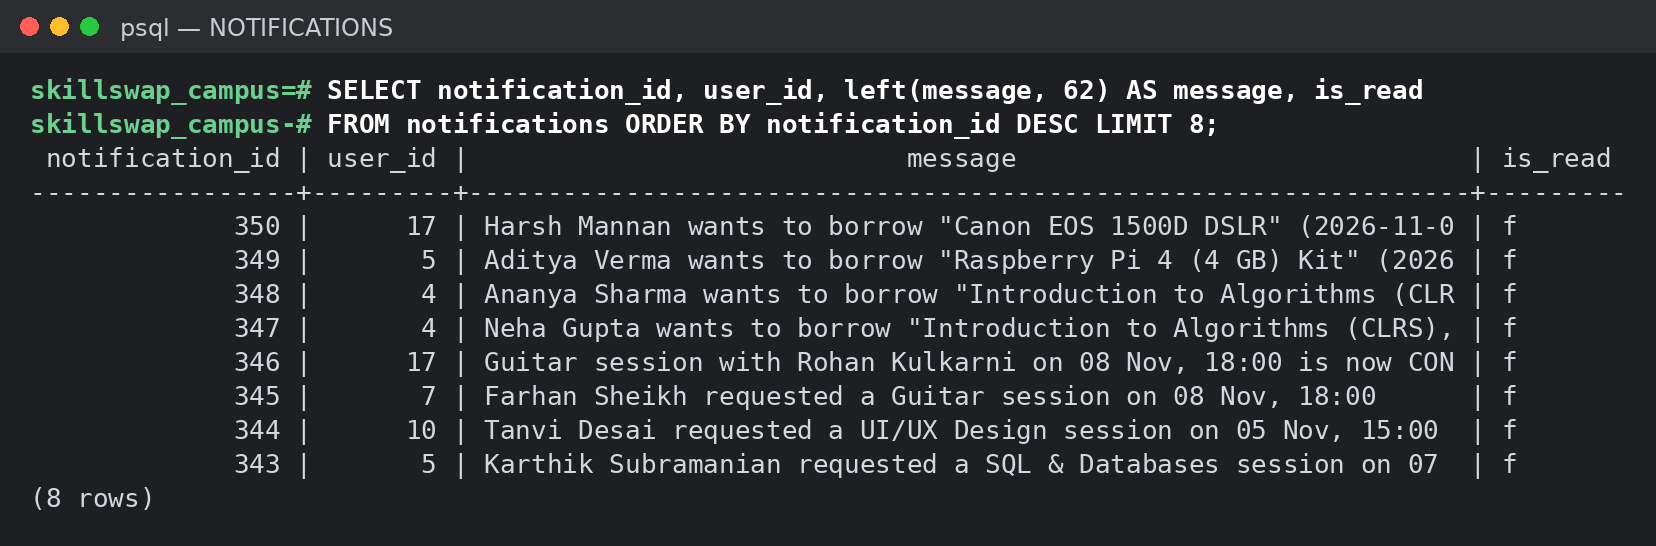 psql — NOTIFICATIONS
skillswap_campus=# SELECT notification_id, user_id, left(message, 62) AS message, is_read
skillswap_campus-# FROM notifications ORDER BY notification_id DESC LIMIT 8;
 notification_id | user_id |                            message                             | is_read
-----------------+---------+----------------------------------------------------------------+---------
             350 |      17 | Harsh Mannan wants to borrow "Canon EOS 1500D DSLR" (2026-11-0 | f
             349 |       5 | Aditya Verma wants to borrow "Raspberry Pi 4 (4 GB) Kit" (2026 | f
             348 |       4 | Ananya Sharma wants to borrow "Introduction to Algorithms (CLR | f
             347 |       4 | Neha Gupta wants to borrow "Introduction to Algorithms (CLRS), | f
             346 |      17 | Guitar session with Rohan Kulkarni on 08 Nov, 18:00 is now CON | f
             345 |       7 | Farhan Sheikh requested a Guitar session on 08 Nov, 18:00      | f
             344 |      10 | Tanvi Desai requested a UI/UX Design session on 05 Nov, 15:00  | f
             343 |       5 | Karthik Subramanian requested a SQL & Databases session on 07  | f
(8 rows)